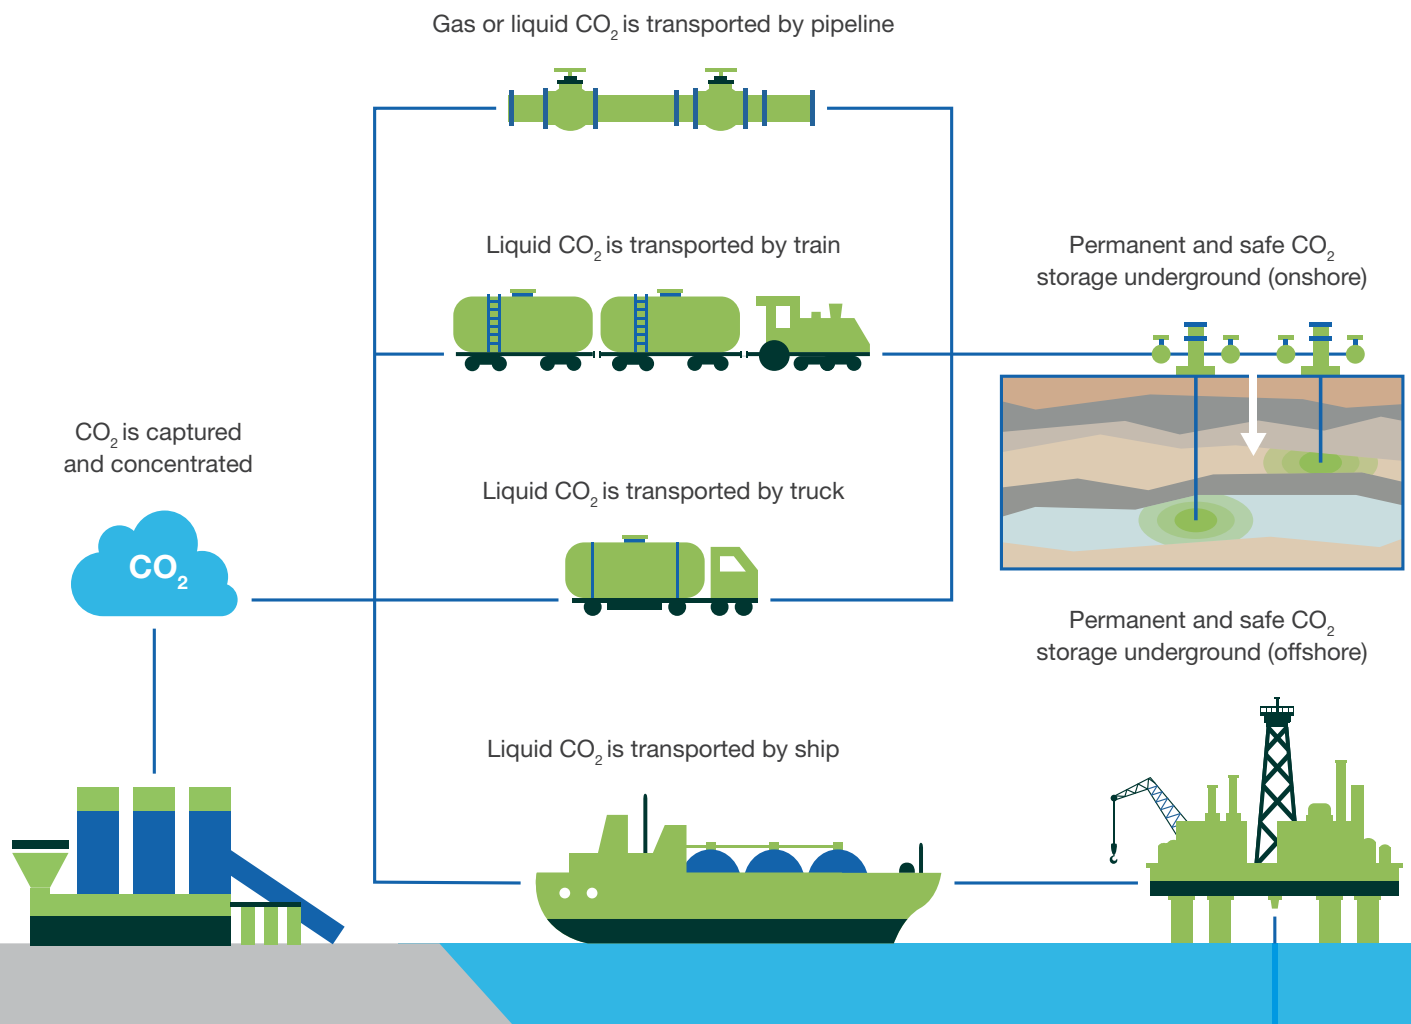 Gas or liquid CO₂ is transported by pipeline
Liquid CO₂ is transported by train
Permanent and safe CO₂
storage underground (onshore)
CO₂ is captured
and concentrated
Liquid CO₂ is transported by truck
CO₂
Permanent and safe CO₂
storage underground (offshore)
Liquid CO₂ is transported by ship